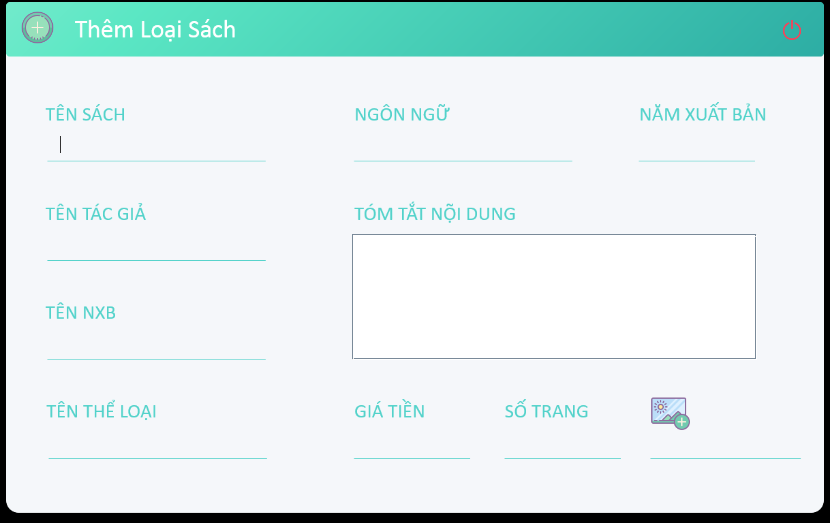 Thêm Loại Sách
TÊN SÁCH
NGÔN NGỮ
NĂM XUẤT BẢN
TÊN TÁC GIẢ
TÓM TẮT NỘI DUNG
TÊN NXB
TÊN THỂ LOẠI
GIÁ TIỀN
SỐ TRANG